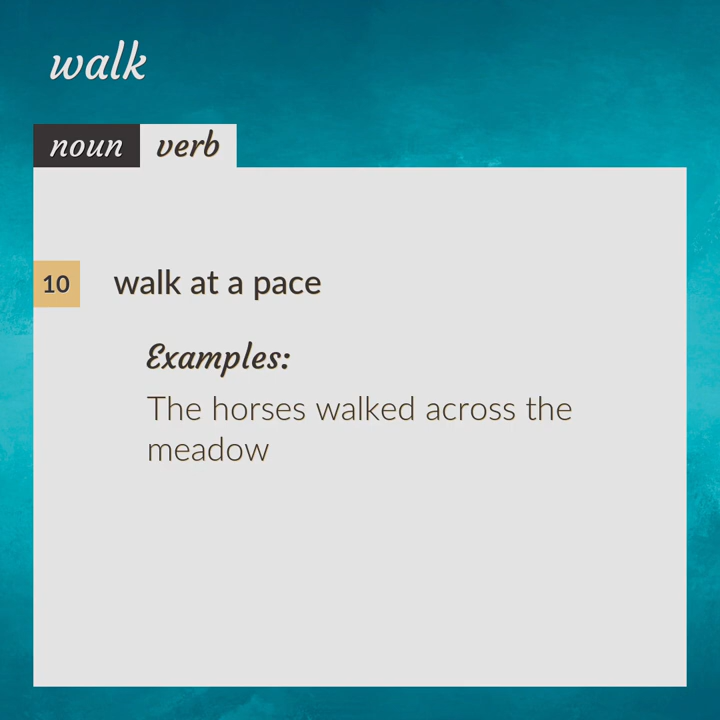 walk
noun verb
10 walk at a pace
Examples:
The horses walked across the
meadow